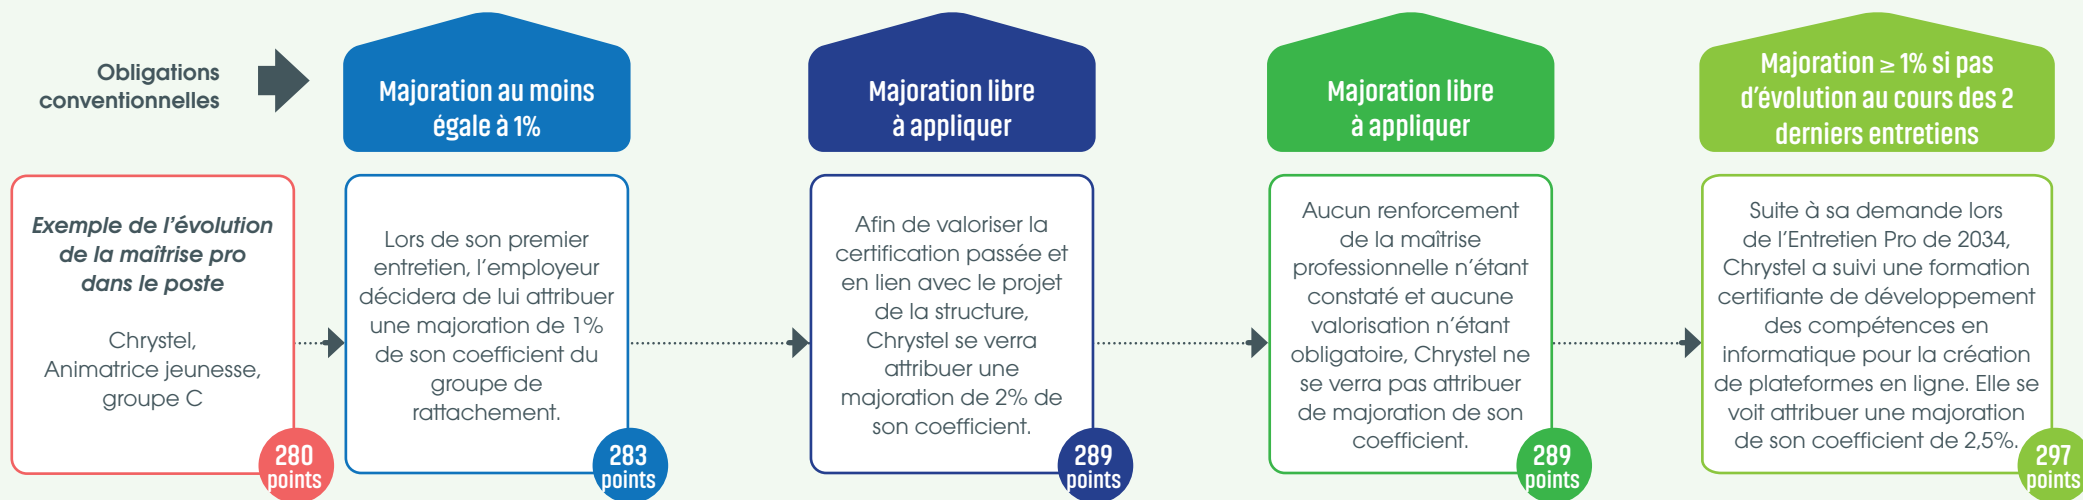 Obligations
conventionnelles
Majoration au moins
égale à 1%
Majoration libre
à appliquer
Majoration libre
à appliquer
Majoration ≥ 1% si pas
d’évolution au cours des 2
derniers entretiens
Exemple de l’évolution
de la maîtrise pro
dans le poste
Chrystel,
Animatrice jeunesse,
groupe C
280
points
Lors de son premier
entretien, l’employeur
décidera de lui attribuer
une majoration de 1%
de son coefficient du
groupe de
rattachement.
283
points
Afin de valoriser la
certification passée et
en lien avec le projet
de la structure,
Chrystel se verra
attribuer une
majoration de 2% de
son coefficient.
289
points
Aucun renforcement
de la maîtrise
professionnelle n’étant
constaté et aucune
valorisation n’étant
obligatoire, Chrystel ne
se verra pas attribuer
de majoration de son
coefficient.
289
points
Suite à sa demande lors
de l’Entretien Pro de 2034,
Chrystel a suivi une formation
certifiante de développement
des compétences en
informatique pour la création
de plateformes en ligne. Elle se
voit attribuer une majoration
de son coefficient de 2,5%.
297
points